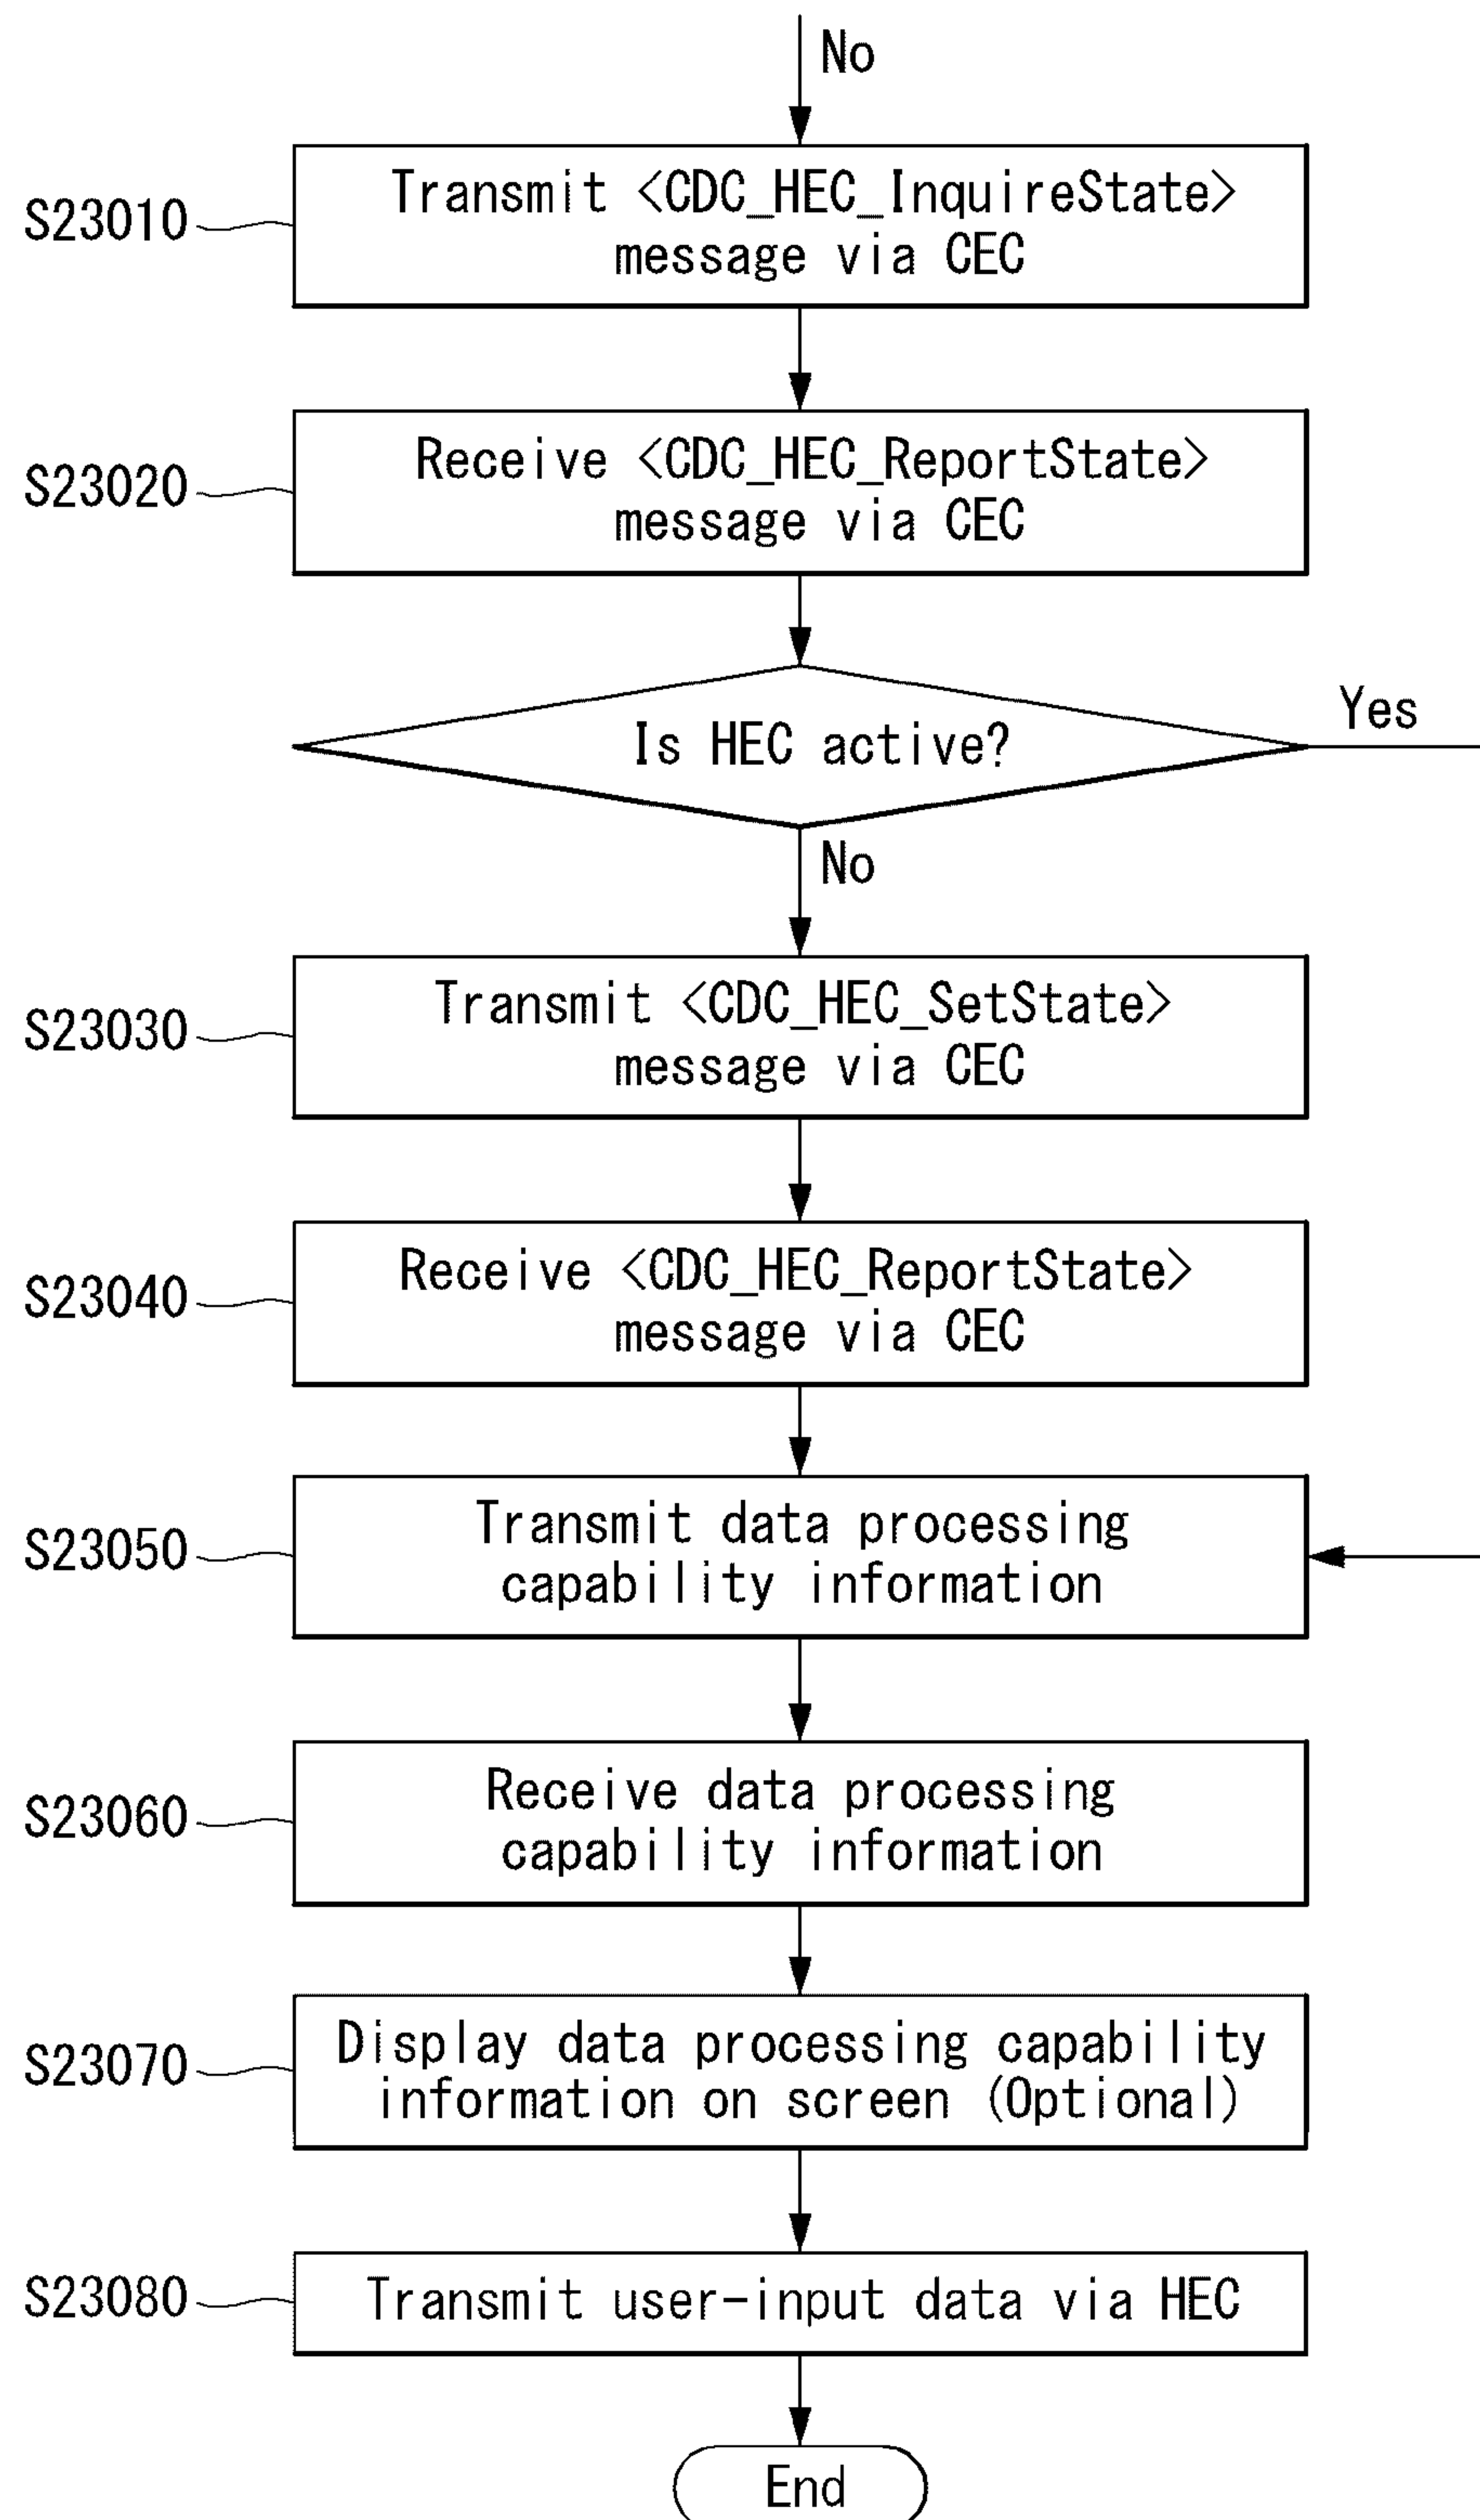 No
S23010
Transmit <CDC_HEC_InquireState>
message via CEC
S23020
Receive <CDC_HEC_ReportState>
message via CEC
Is HEC active?
Yes
No
S23030
Transmit <CDC_HEC_SetState>
message via CEC
S23040
Receive <CDC_HEC_ReportState>
message via CEC
S23050
Transmit data processing
capability information
S23060
Receive data processing
capability information
S23070
Display data processing capability
information on screen (Optional)
S23080
Transmit user-input data via HEC
End